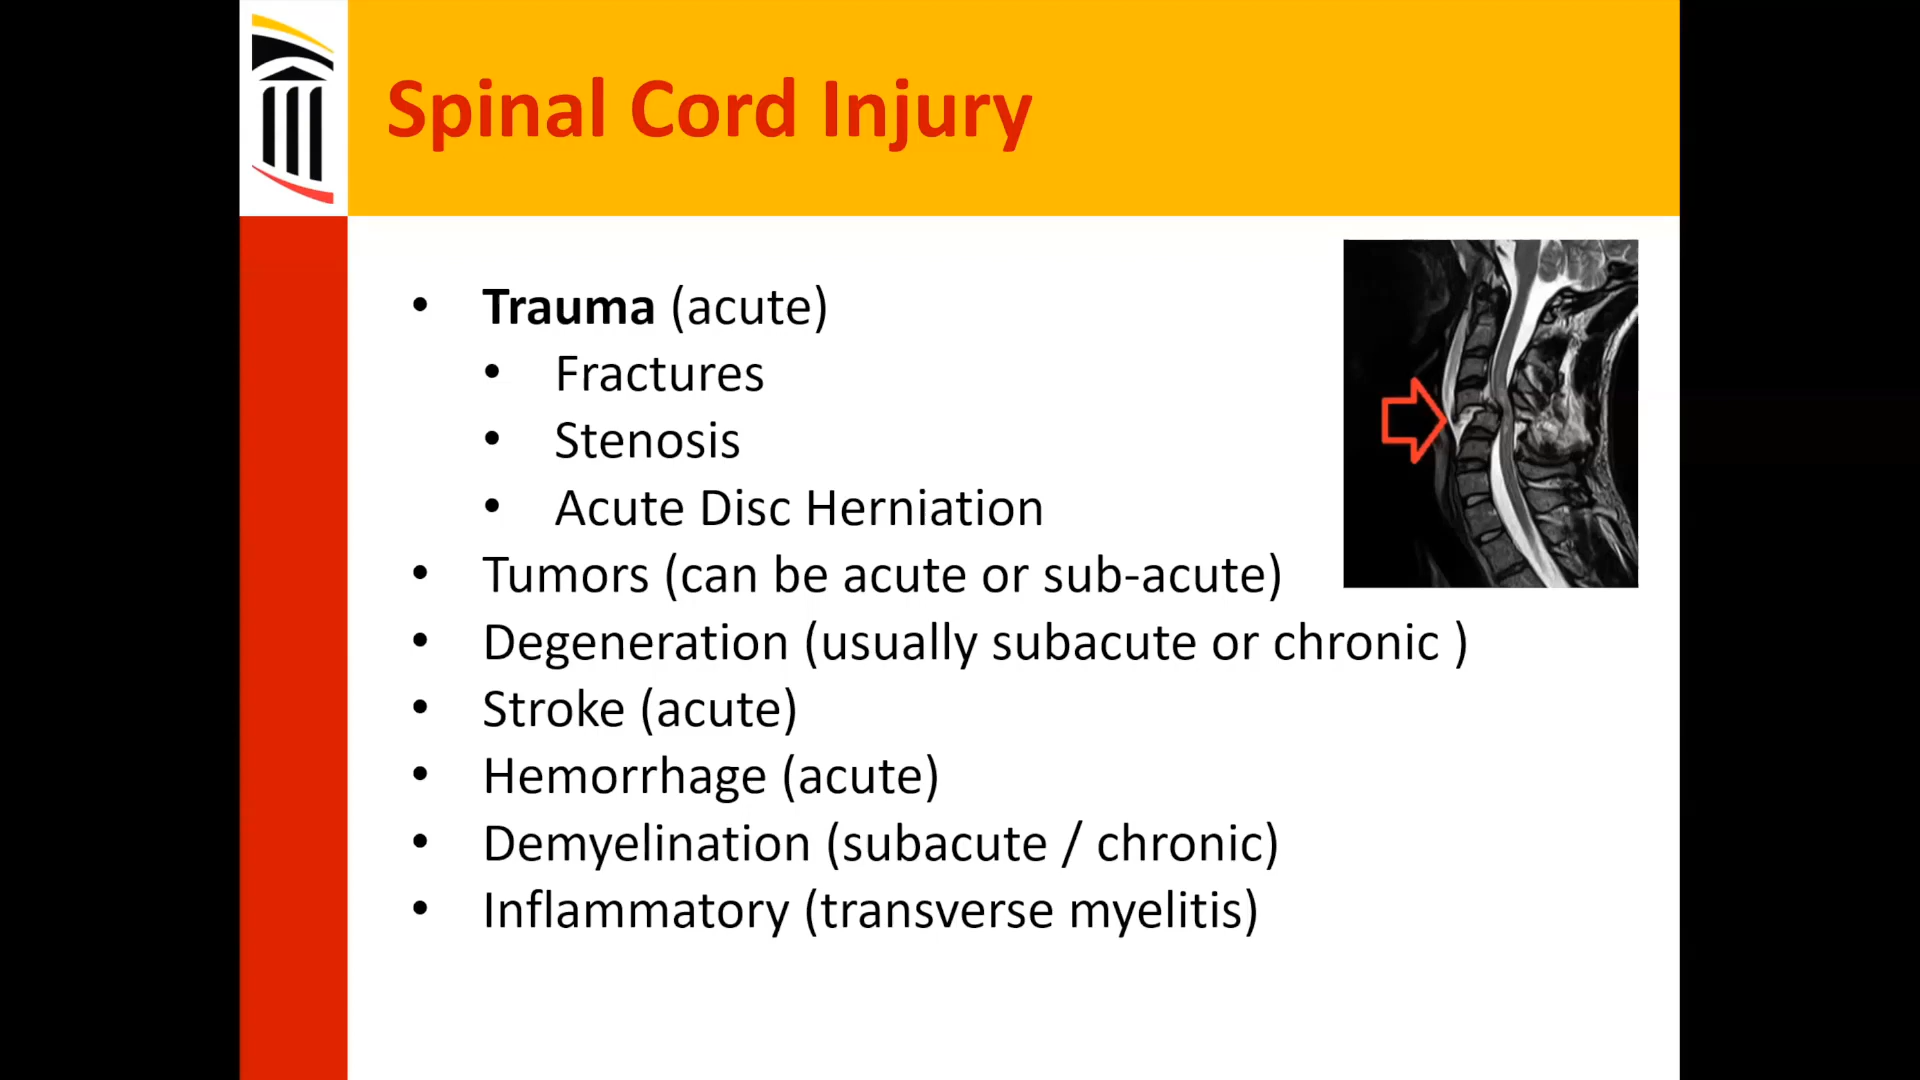 Spinal Cord Injury
• Trauma (acute)
• Fractures
• Stenosis
• Acute Disc Herniation
• Tumors (can be acute or sub-acute)
• Degeneration (usually subacute or chronic )
• Stroke (acute)
• Hemorrhage (acute)
• Demyelination (subacute / chronic)
• Inflammatory (transverse myelitis)